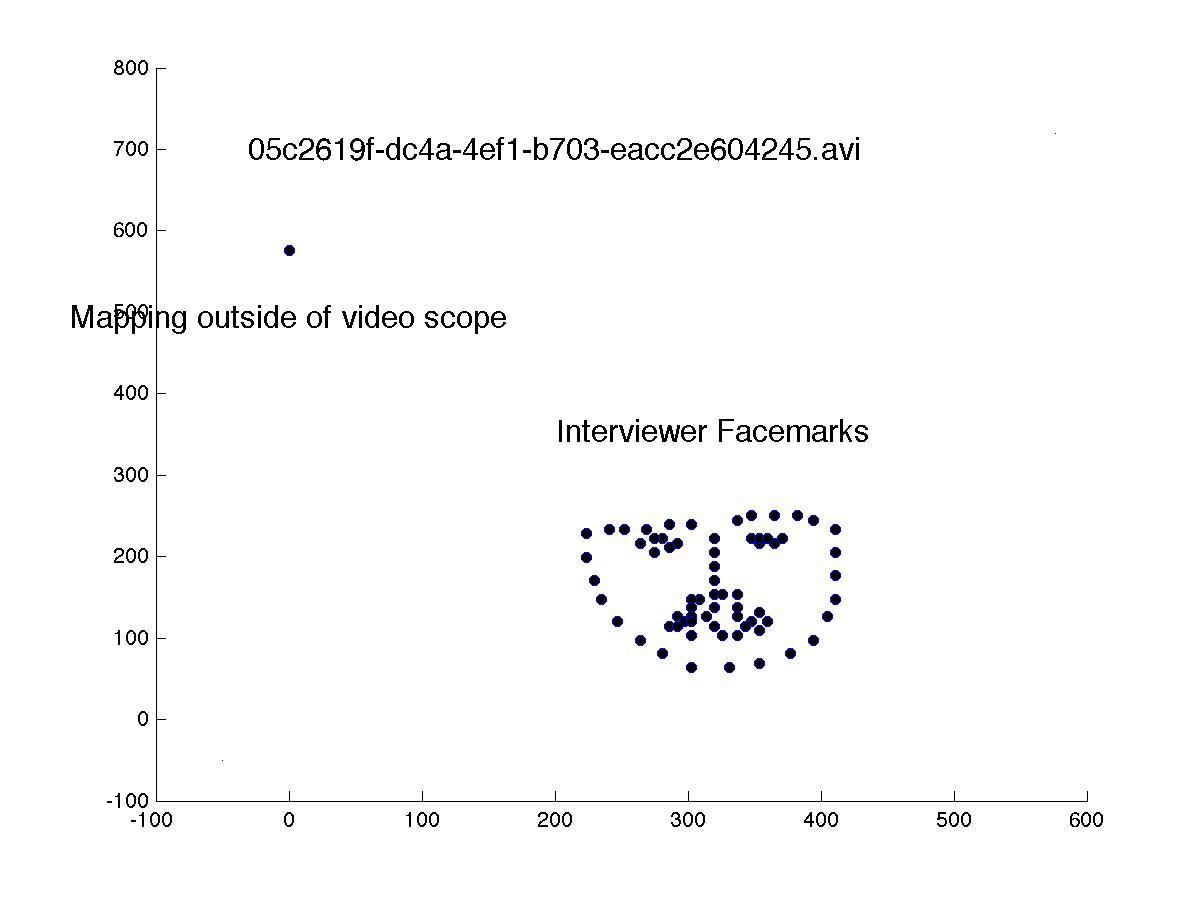 800
700
05c2619f-dc4a-4ef1-b703-eacc2e604245.avi
600
500
Mapping outside of video scope
400
Interviewer Facemarks
300
200
100
0
-100
-100 0 100 200 300 400 500 600